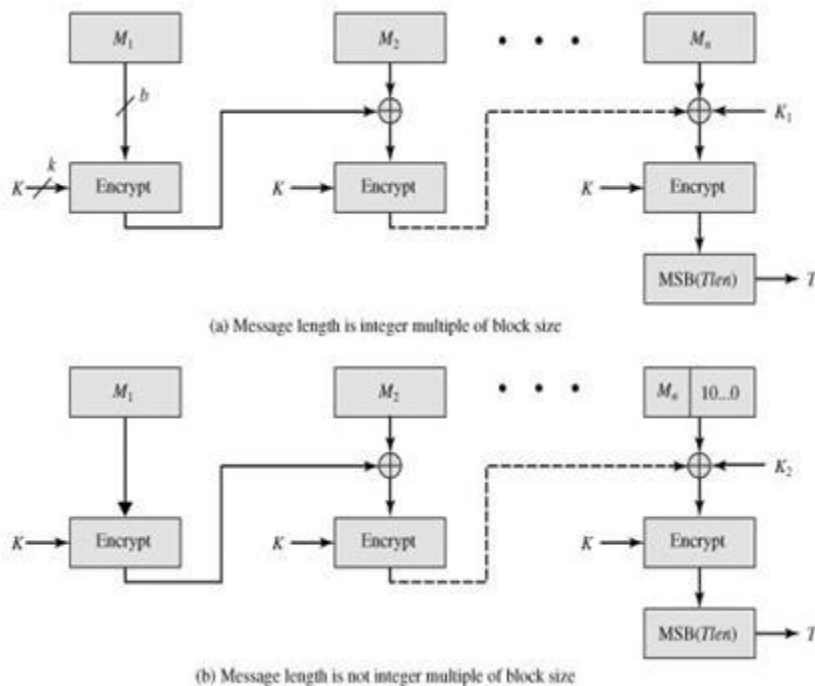 M₁ M₂ • • • Mₙ
b
K₁
k
K Encrypt K Encrypt K Encrypt
MSB(Tlen) T
(a) Message length is integer multiple of block size
M₁ M₂ • • • Mₙ 10...0
K₂
K Encrypt K Encrypt K Encrypt
MSB(Tlen) T
(b) Message length is not integer multiple of block size